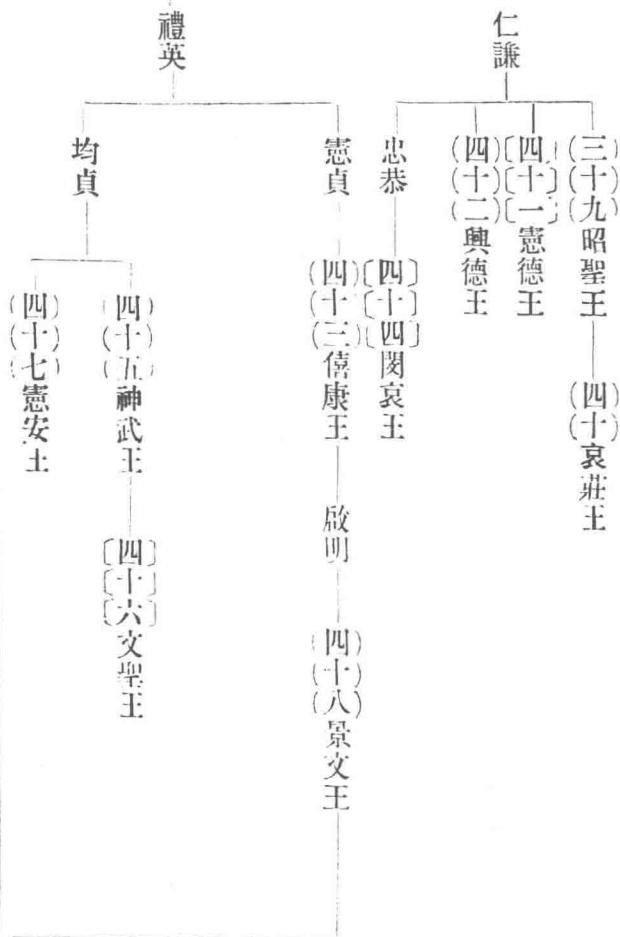 仁謙
(三十九)昭聖王
(四十)哀莊王
〔四十一〕憲德王
(四十二)興德王
忠恭
〔四十四〕閔哀王
禮英
憲貞
(四十三)僖康王
啟明
(四十八)景文王
均貞
(四十五)神武王
〔四十六〕文聖王
(四十七)憲安土